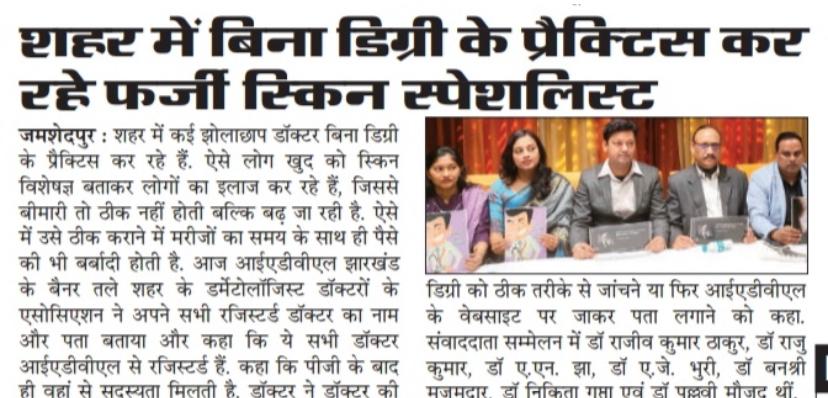 शहर में बिना डिग्री के प्रैक्टिस कर
रहे फर्जी स्किन स्पेशलिस्ट
जमशेदपुर : शहर में कई झोलाछाप डॉक्टर बिना डिग्री
के प्रैक्टिस कर रहे हैं. ऐसे लोग खुद को स्किन
विशेषज्ञ बताकर लोगों का इलाज कर रहे हैं, जिससे
बीमारी तो ठीक नहीं होती बल्कि बढ़ जा रही है. ऐसे
में उसे ठीक कराने में मरीजों का समय के साथ ही पैसे
की भी बर्बादी होती है. आज आईएडीवीएल झारखंड
के बैनर तले शहर के डर्मेटोलॉजिस्ट डॉक्टरों के
एसोसिएशन ने अपने सभी रजिस्टर्ड डॉक्टर का नाम
और पता बताया और कहा कि ये सभी डॉक्टर
आईएडीवीएल से रजिस्टर्ड हैं. कहा कि पीजी के बाद
ही वहां से सदस्यता मिलती है. डॉक्टर ने डॉक्टर की
डिग्री को ठीक तरीके से जांचने या फिर आईएडीवीएल
के वेबसाइट पर जाकर पता लगाने को कहा.
संवाददाता सम्मेलन में डॉ राजीव कुमार ठाकुर, डॉ राजु
कुमार, डॉ ए.एन. झा, डॉ ए.जे. भुरी, डॉ बनश्री
मजूमदार, डॉ निकिता गुप्ता एवं डॉ पल्लवी मौजूद थीं.